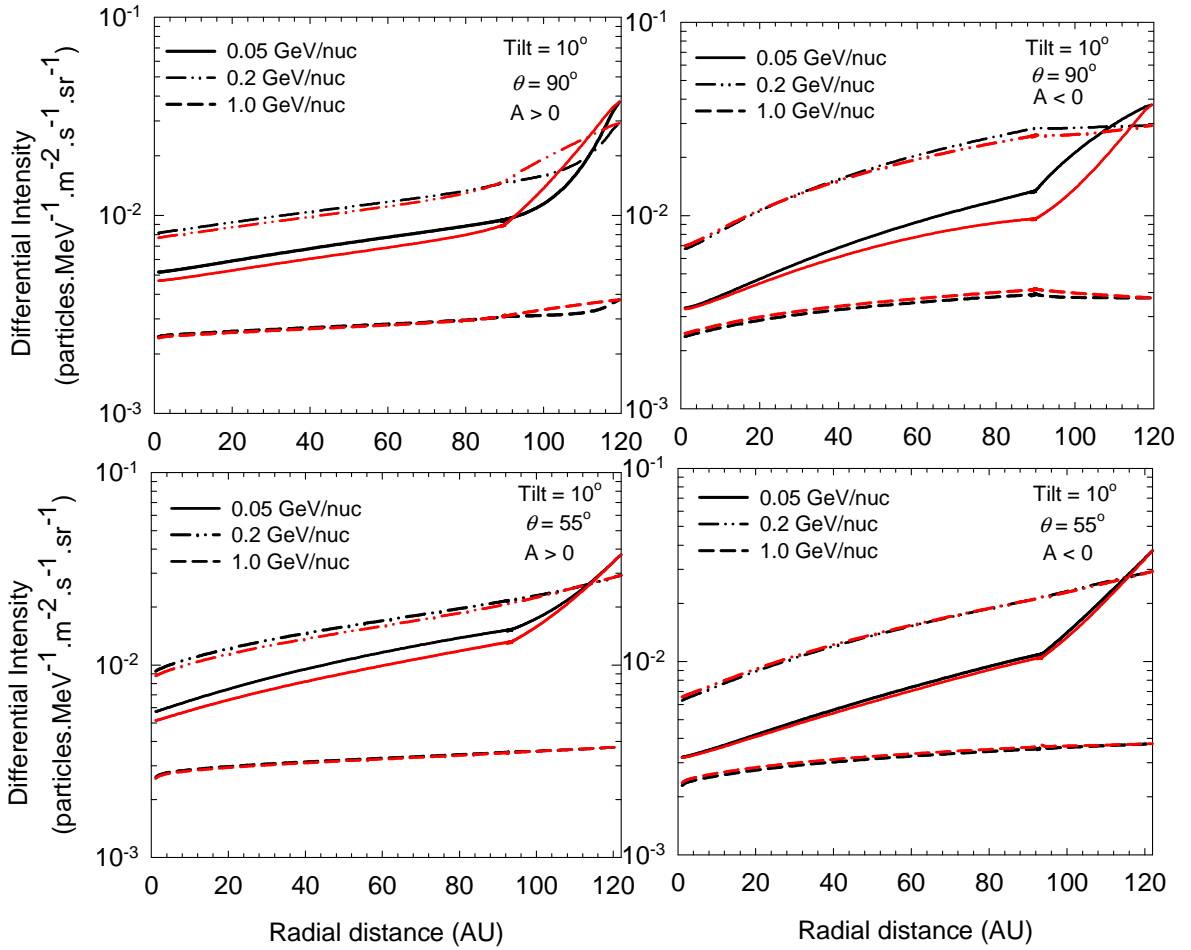 Differential Intensity
(particles.MeV⁻¹.m⁻².s⁻¹.sr⁻¹)
10⁻¹
10⁻²
10⁻³
0.05 GeV/nuc
0.2 GeV/nuc
1.0 GeV/nuc
Tilt = 10°
θ = 90°
A > 0
0 20 40 60 80 100 120
10⁻¹
10⁻²
10⁻³
0.05 GeV/nuc
0.2 GeV/nuc
1.0 GeV/nuc
Tilt = 10°
θ = 90°
A < 0
0 20 40 60 80 100 120
Differential Intensity
(particles.MeV⁻¹.m⁻².s⁻¹.sr⁻¹)
10⁻¹
10⁻²
10⁻³
0.05 GeV/nuc
0.2 GeV/nuc
1.0 GeV/nuc
Tilt = 10°
θ = 55°
A > 0
0 20 40 60 80 100 120
Radial distance (AU)
10⁻¹
10⁻²
10⁻³
0.05 GeV/nuc
0.2 GeV/nuc
1.0 GeV/nuc
Tilt = 10°
θ = 55°
A < 0
0 20 40 60 80 100 120
Radial distance (AU)